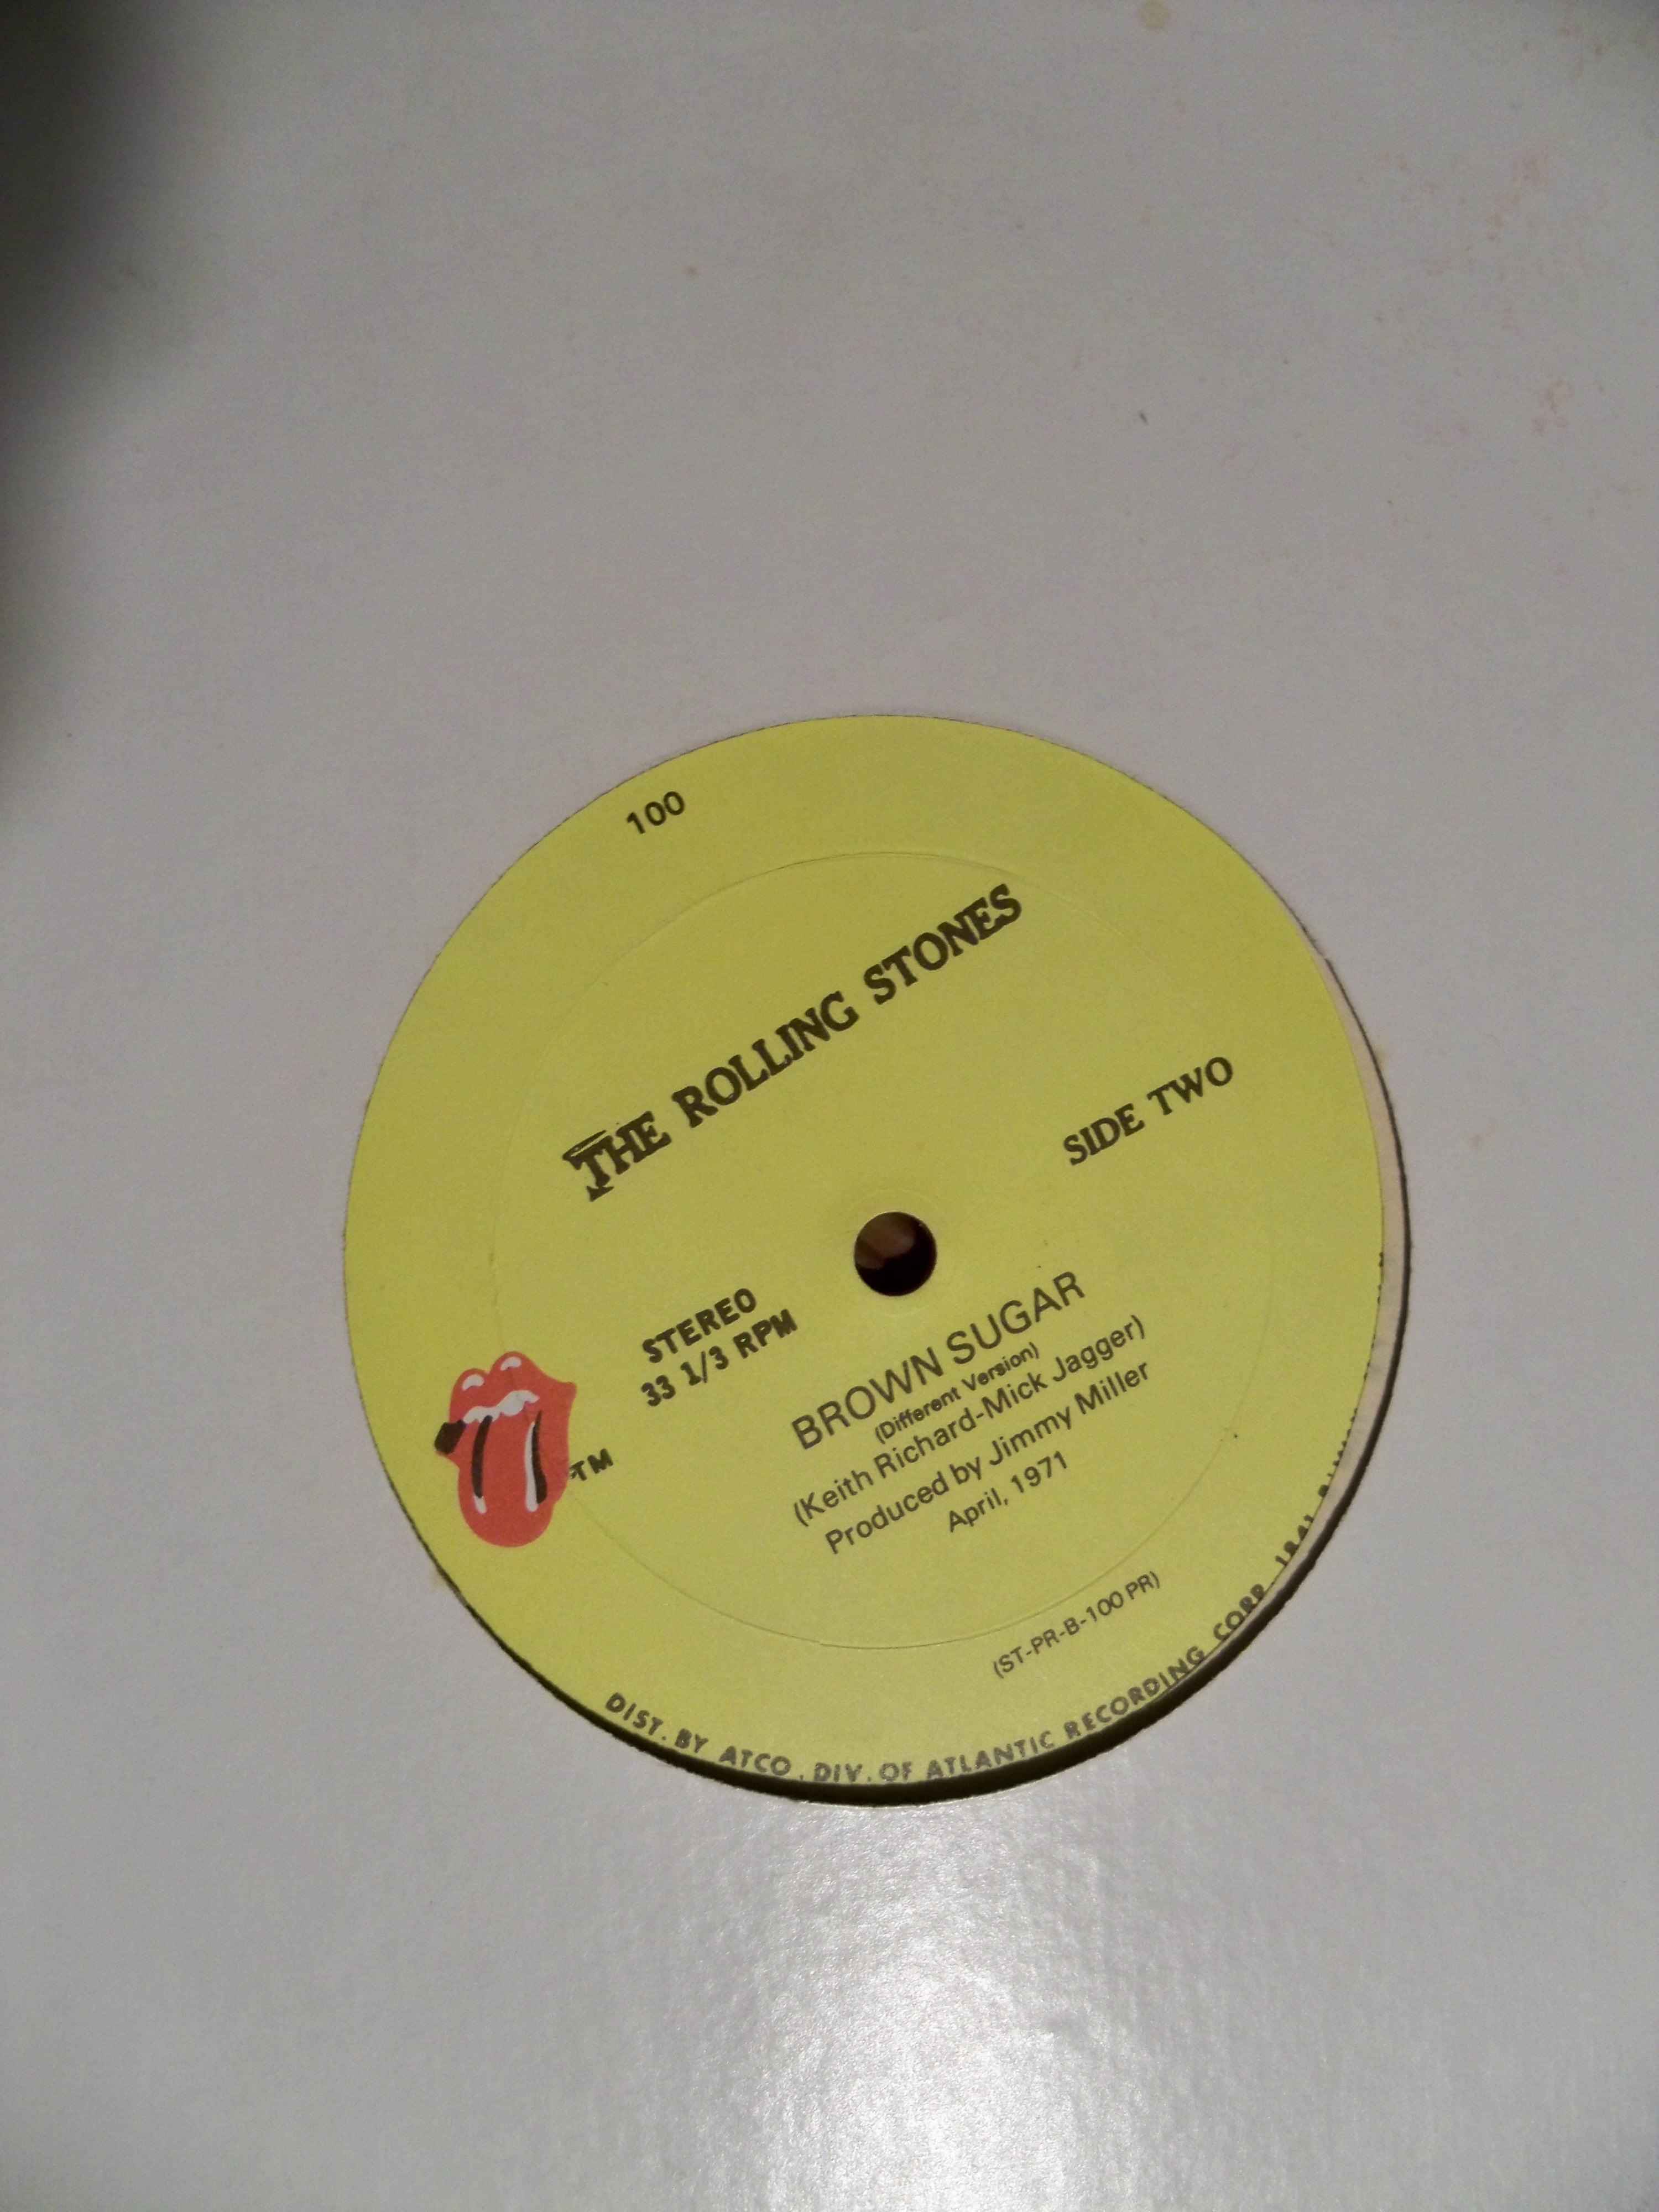 100
THE ROLLING STONES
SIDE TWO
STEREO
33 1/3 RPM
BROWN SUGAR
(Different Version)
(Keith Richard-Mick Jagger)
Produced by Jimmy Miller
April, 1971
TM
(ST-PR-B-100 PR)
DIST. BY ATCO . DIV. OF ATLANTIC RECORDING CORP. 1841